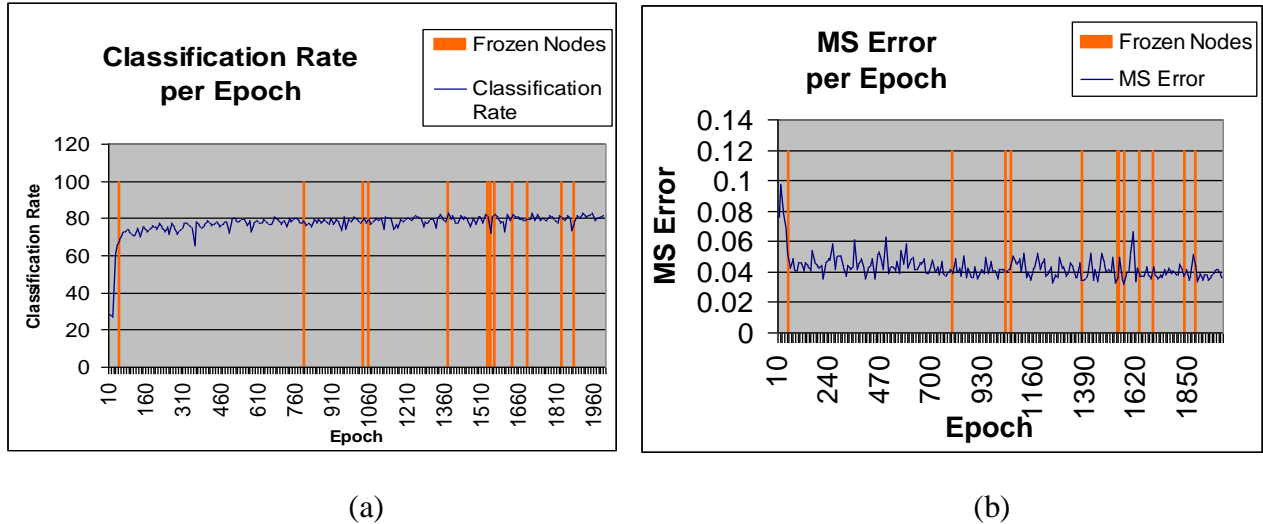 Classification Rate
per Epoch
Frozen Nodes
Classification
Rate
120
100
80
60
40
20
0
Classification Rate
10
160
310
460
610
760
910
1060
1210
1360
1510
1660
1810
1960
Epoch
(a)
MS Error
per Epoch
Frozen Nodes
MS Error
0.14
0.12
0.1
0.08
0.06
0.04
0.02
0
MS Error
10
240
470
700
930
1160
1390
1620
1850
Epoch
(b)